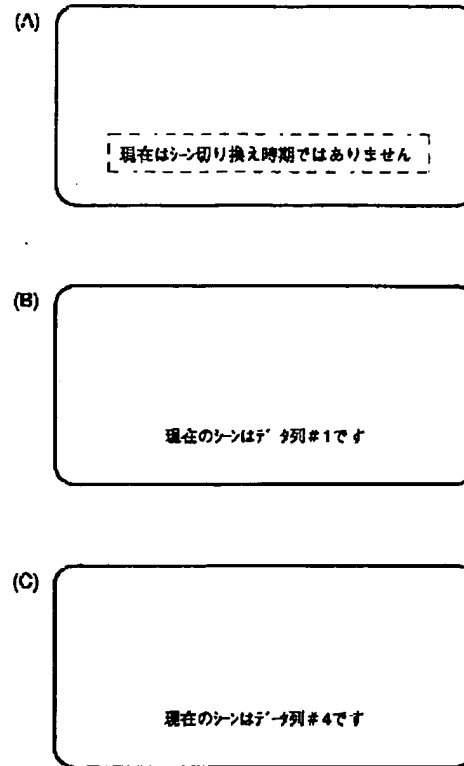 (A)
現在はシーン切り換え時期ではありません
(B)
現在のシーンはデータ列#1です
(C)
現在のシーンはデータ列#4です